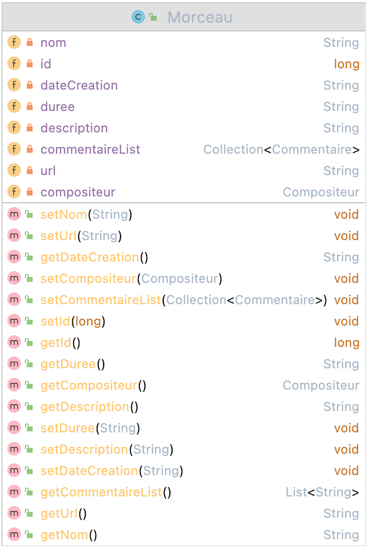 Morceau
nom String
id long
dateCreation String
duree String
description String
commentaireList Collection<Commentaire>
url String
compositeur Compositeur
setNom(String) void
setUrl(String) void
getDateCreation() String
setCompositeur(Compositeur) void
setCommentaireList(Collection<Commentaire>) void
setId(long) void
getId() long
getDuree() String
getCompositeur() Compositeur
getDescription() String
setDuree(String) void
setDescription(String) void
setDateCreation(String) void
getCommentaireList() List<String>
getUrl() String
getNom() String